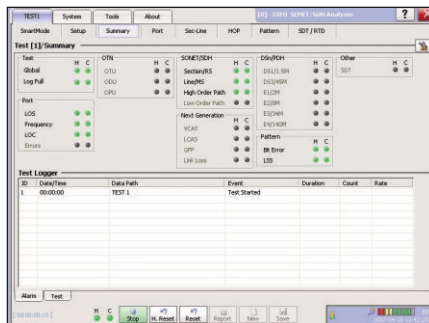 TEST1 System Tools About [0] - EXFO SONET/SDH Analyzer ? X
SmartMode Setup Summary Port Sec-Line HOP Pattern SDT / RTD
Test [1]/Summary
Test H C
Global
Log Full
Port
LOS
Frequency
LOC
Errors
OTN H C
OTU
ODU
OPU
SONET/SDH H C
Section/RS
Line/MS
High-Order Path
Low-Order Path
Next Generation H C
VCAT
LCAS
GFP
Link Loss
DSn/PDH H C
DS1/1.5M
DS3/45M
E1/2M
E2/8M
E3/34M
E4/140M
Pattern H C
Bit Error
LSS
Other H C
SDT
Test Logger
ID Date/Time Data Path Event Duration Count Rate
1 00:00:00 TEST 1 Test Started
Alarm Test
H C
Stop H. Reset Reset Report New Save